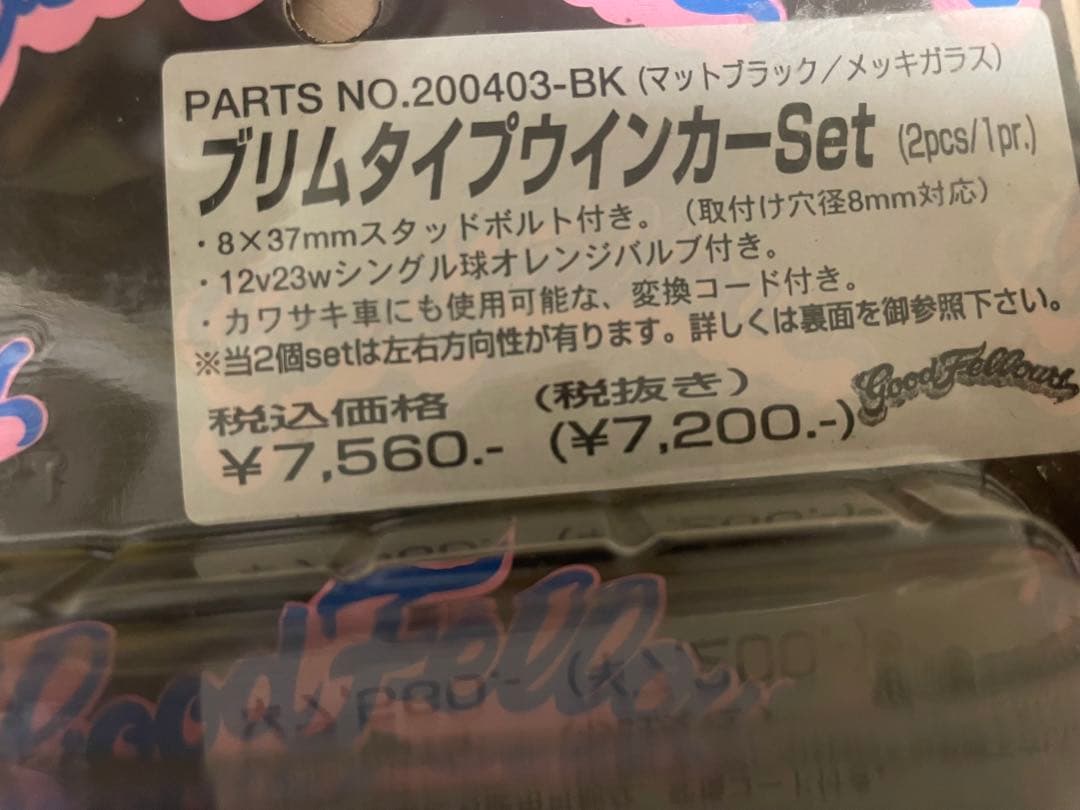 PARTS NO.200403-BK (マットブラック/メッキガラス)
ブリムタイプウインカーSet (2pcs/1pr.)
・8×37mmスタッドボルト付き。(取付け穴径8mm対応)
・12v23wシングル球オレンジバルブ付き。
・カワサキ車にも使用可能な、変換コード付き。
※当2個setは左右方向性が有ります。詳しくは裏面を御参照下さい。
税込価格 (税抜き)
¥7,560.- (¥7,200.-)
GoodFellows
Good Fell